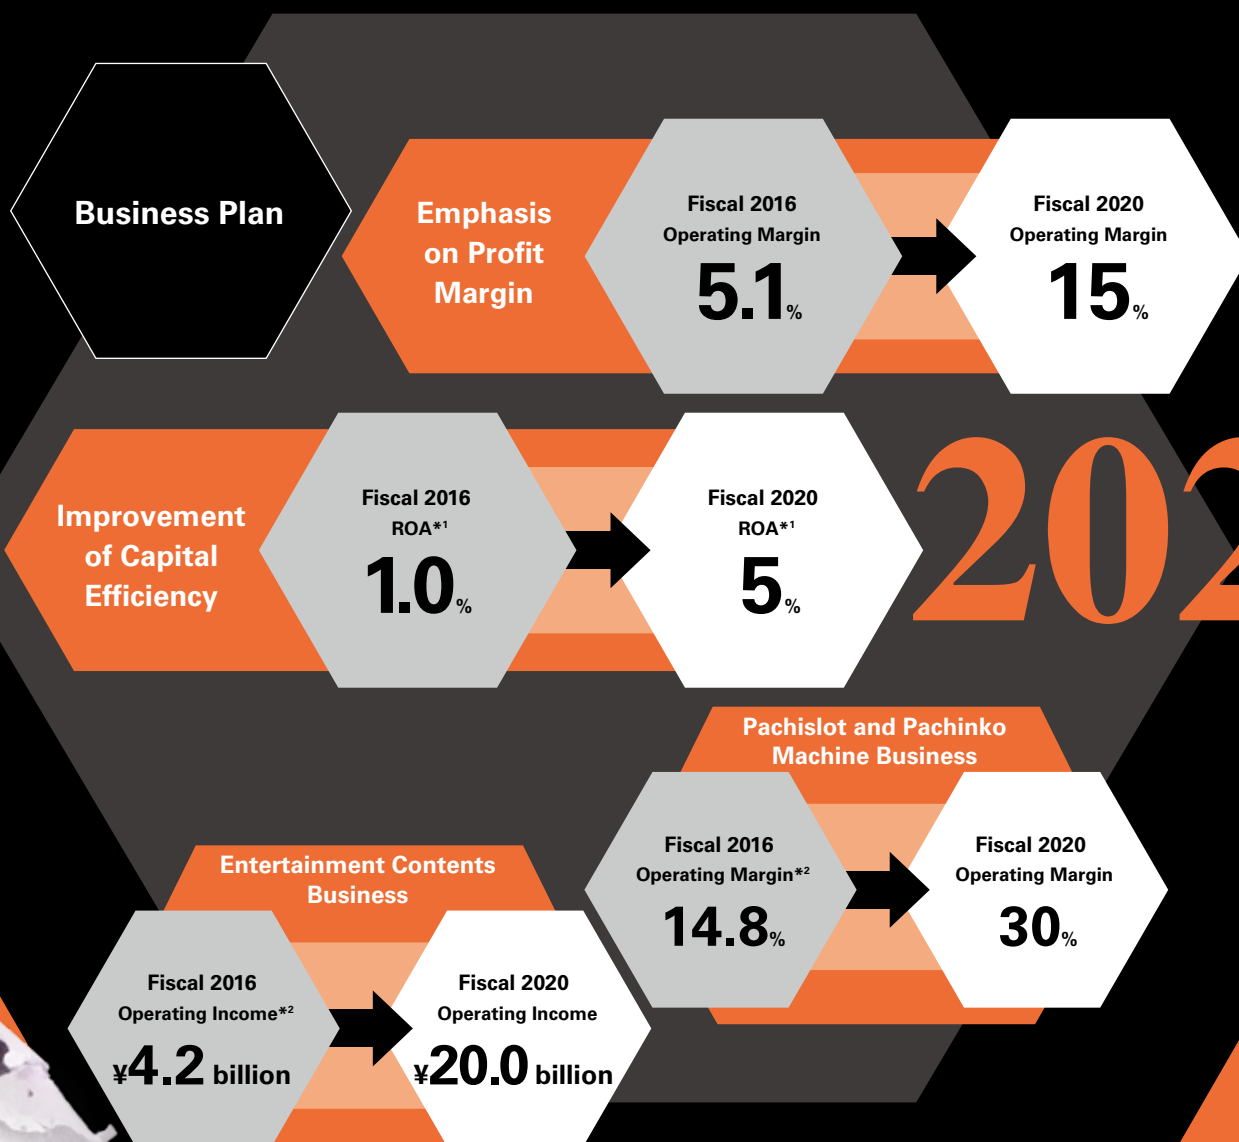 Business Plan
Emphasis
on Profit
Margin
Fiscal 2016
Operating Margin
5.1%
Fiscal 2020
Operating Margin
15%
Improvement
of Capital
Efficiency
Fiscal 2016
ROA*1
1.0%
Fiscal 2020
ROA*1
5%
202
Pachislot and Pachinko
Machine Business
Fiscal 2016
Operating Margin*2
14.8%
Fiscal 2020
Operating Margin
30%
Entertainment Contents
Business
Fiscal 2016
Operating Income*2
¥4.2 billion
Fiscal 2020
Operating Income
¥20.0 billion